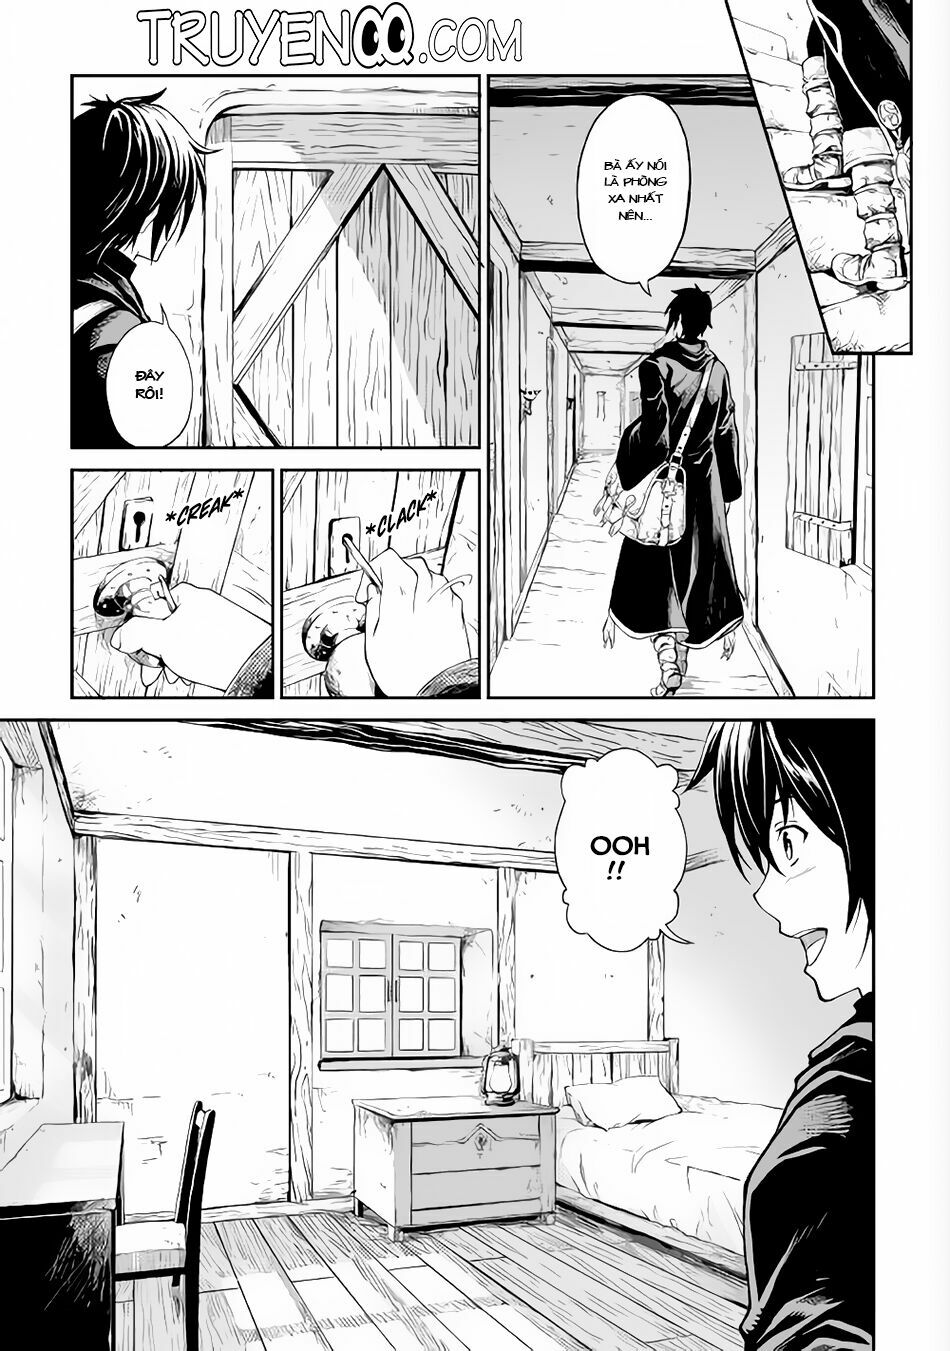 TRUYENQQ.COM
BÀ ẤY NÓI
LÀ PHÒNG
XA NHẤT
NÊN...
ĐÂY
RỒI!
*CLACK*
*CREAK*
OOH
!!